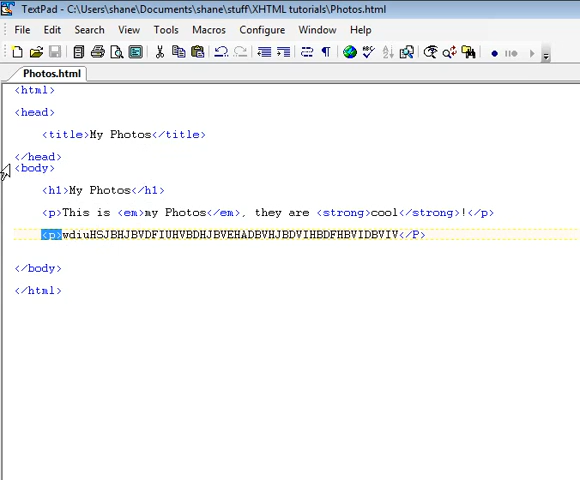 TextPad - C:\Users\shane\Documents\shane\stuff\XHTML tutorials\Photos.html
File Edit Search View Tools Macros Configure Window Help
Photos.html
<html>
<head>
<title>My Photos</title>
</head>
<body>
<h1>My Photos</h1>
<p>This is <em>my Photos</em>, they are <strong>cool</strong>!</p>
<p>wdiuHSJBHJBVDFIUHVBDHJBVEHADBVHJBDVIHBDFHBVIDBVIV</P>
</body>
</html>